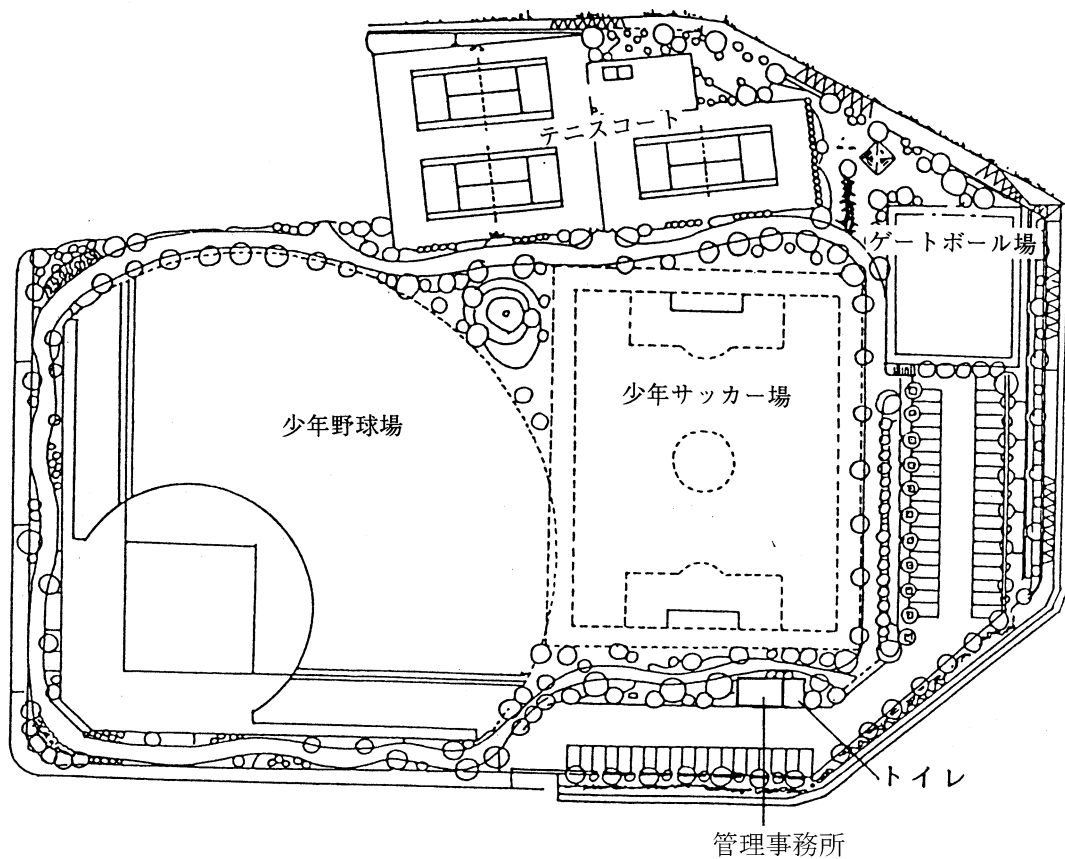 テニスコート
ゲートボール場
少年サッカー場
少年野球場
トイレ
管理事務所